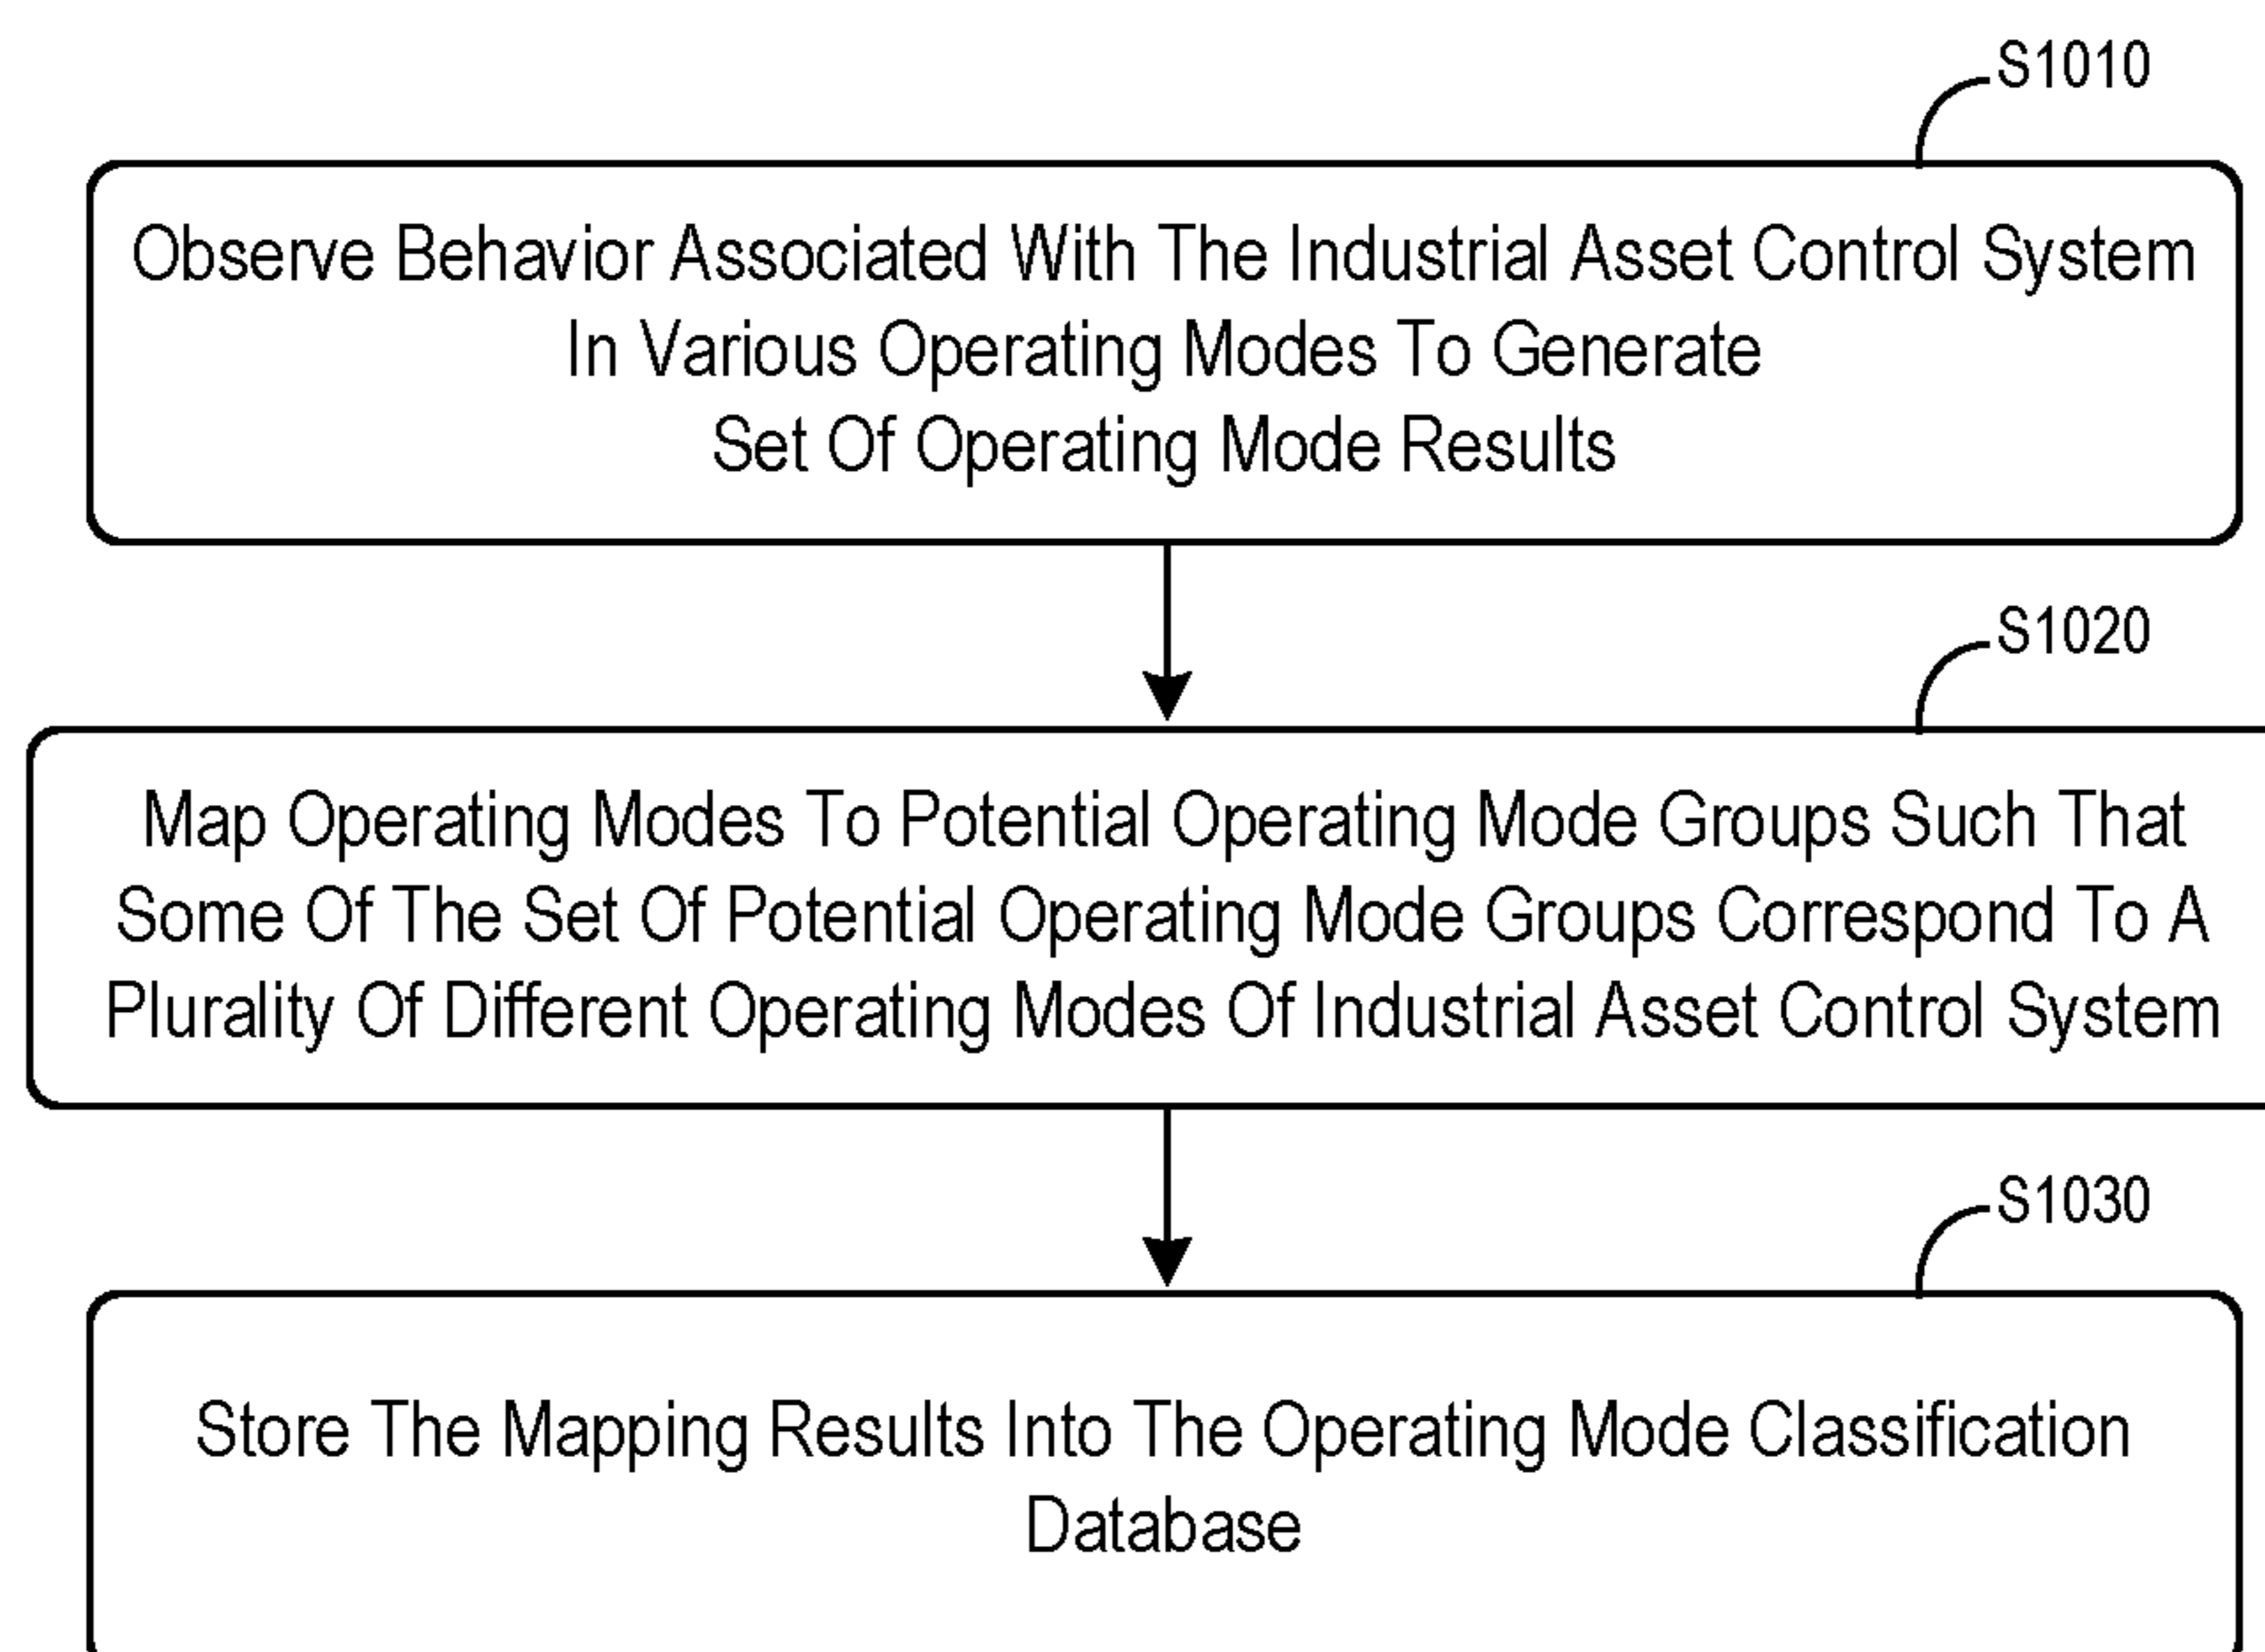 S1010
Observe Behavior Associated With The Industrial Asset Control System
In Various Operating Modes To Generate
Set Of Operating Mode Results
S1020
Map Operating Modes To Potential Operating Mode Groups Such That
Some Of The Set Of Potential Operating Mode Groups Correspond To A
Plurality Of Different Operating Modes Of Industrial Asset Control System
S1030
Store The Mapping Results Into The Operating Mode Classification
Database